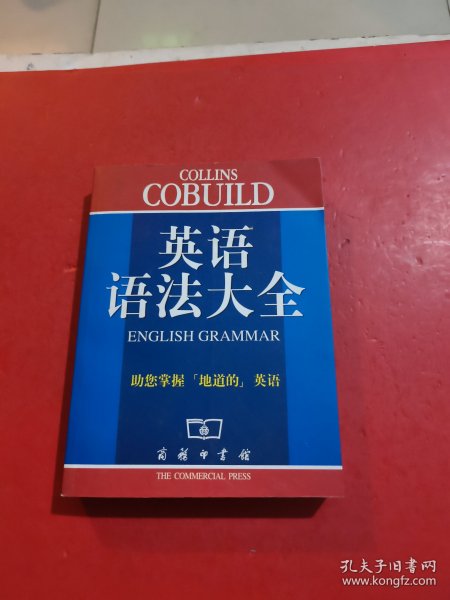 COLLINS
COBUILD
英语
语法大全
ENGLISH GRAMMAR
助您掌握「地道的」英语
商務印書館
THE COMMERCIAL PRESS
孔夫子旧书网
www.kongfz.com